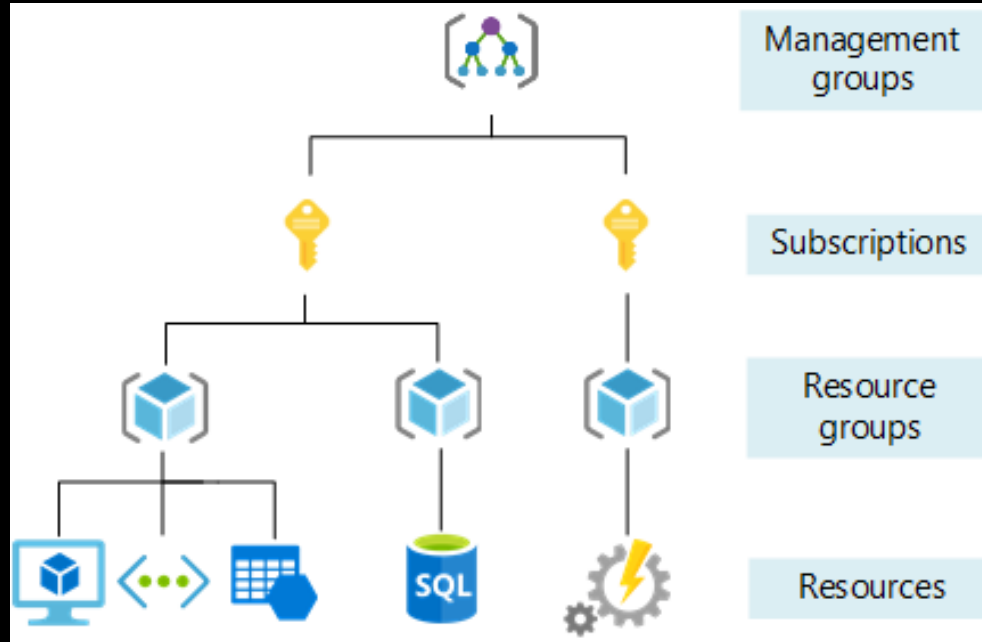 Management
groups
Subscriptions
Resource
groups
SQL
Resources